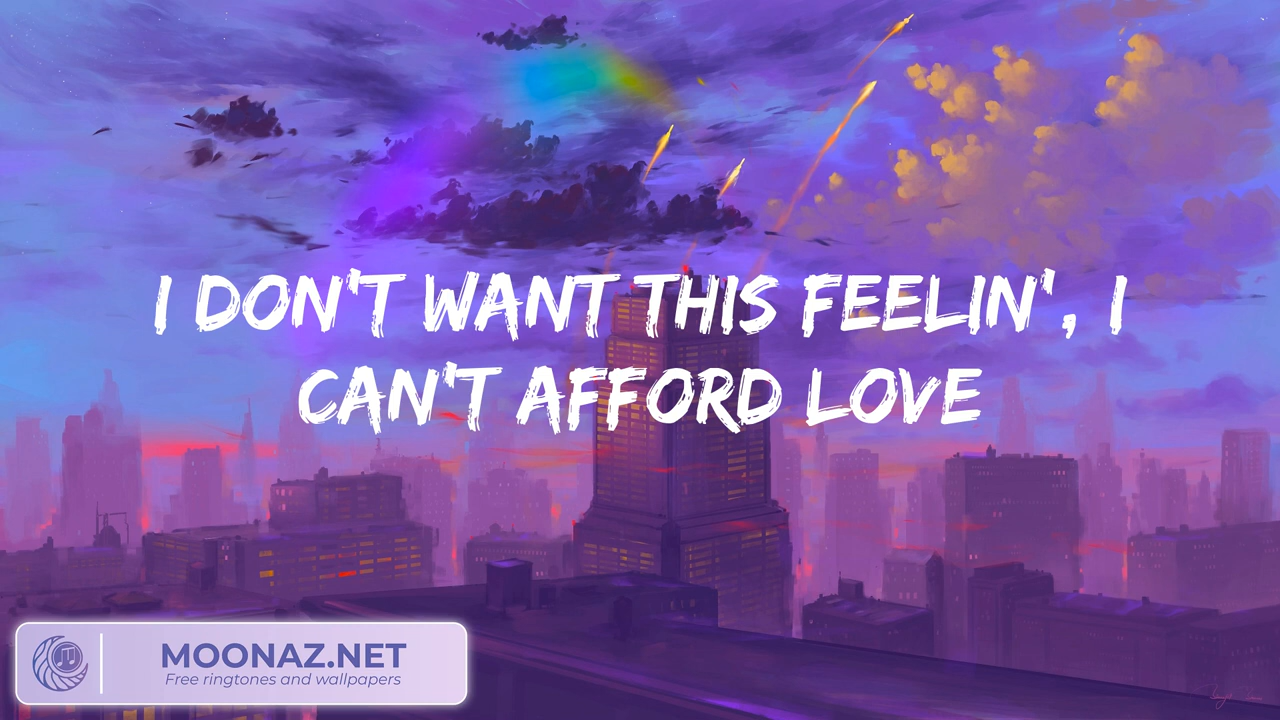 I DON'T WANT THIS FEELIN', I
CAN'T AFFORD LOVE
MOONAZ.NET
Free ringtones and wallpapers